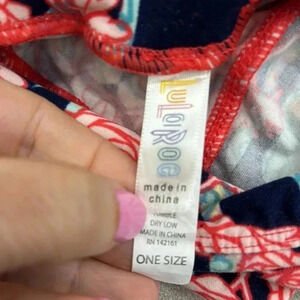 LuLaRoe
made in
china
TUMBLE
DRY LOW
MADE IN CHINA
RN 142161
ONE SIZE